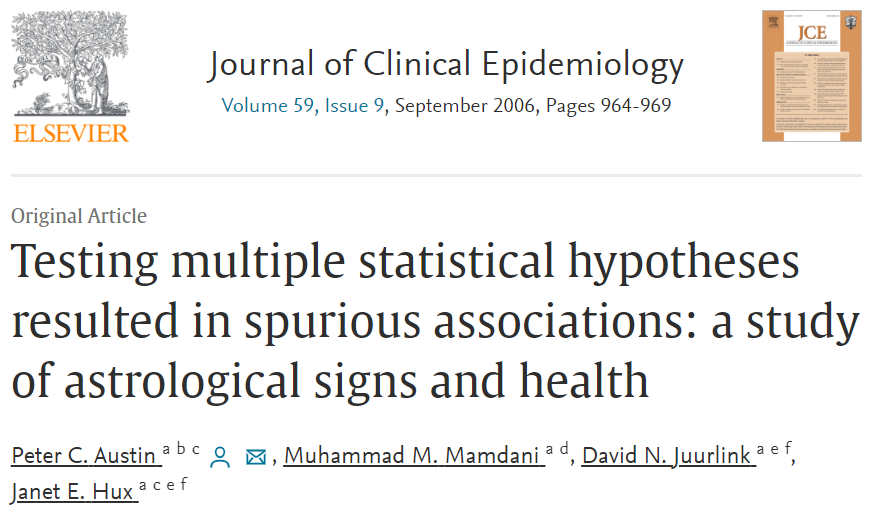 Journal of Clinical Epidemiology
Volume 59, Issue 9, September 2006, Pages 964-969
ELSEVIER
JCE
Original Article
Testing multiple statistical hypotheses
resulted in spurious associations: a study
of astrological signs and health
Peter C. Austin a b c, Muhammad M. Mamdani a d, David N. Juurlink a e f,
Janet E. Hux a c e f